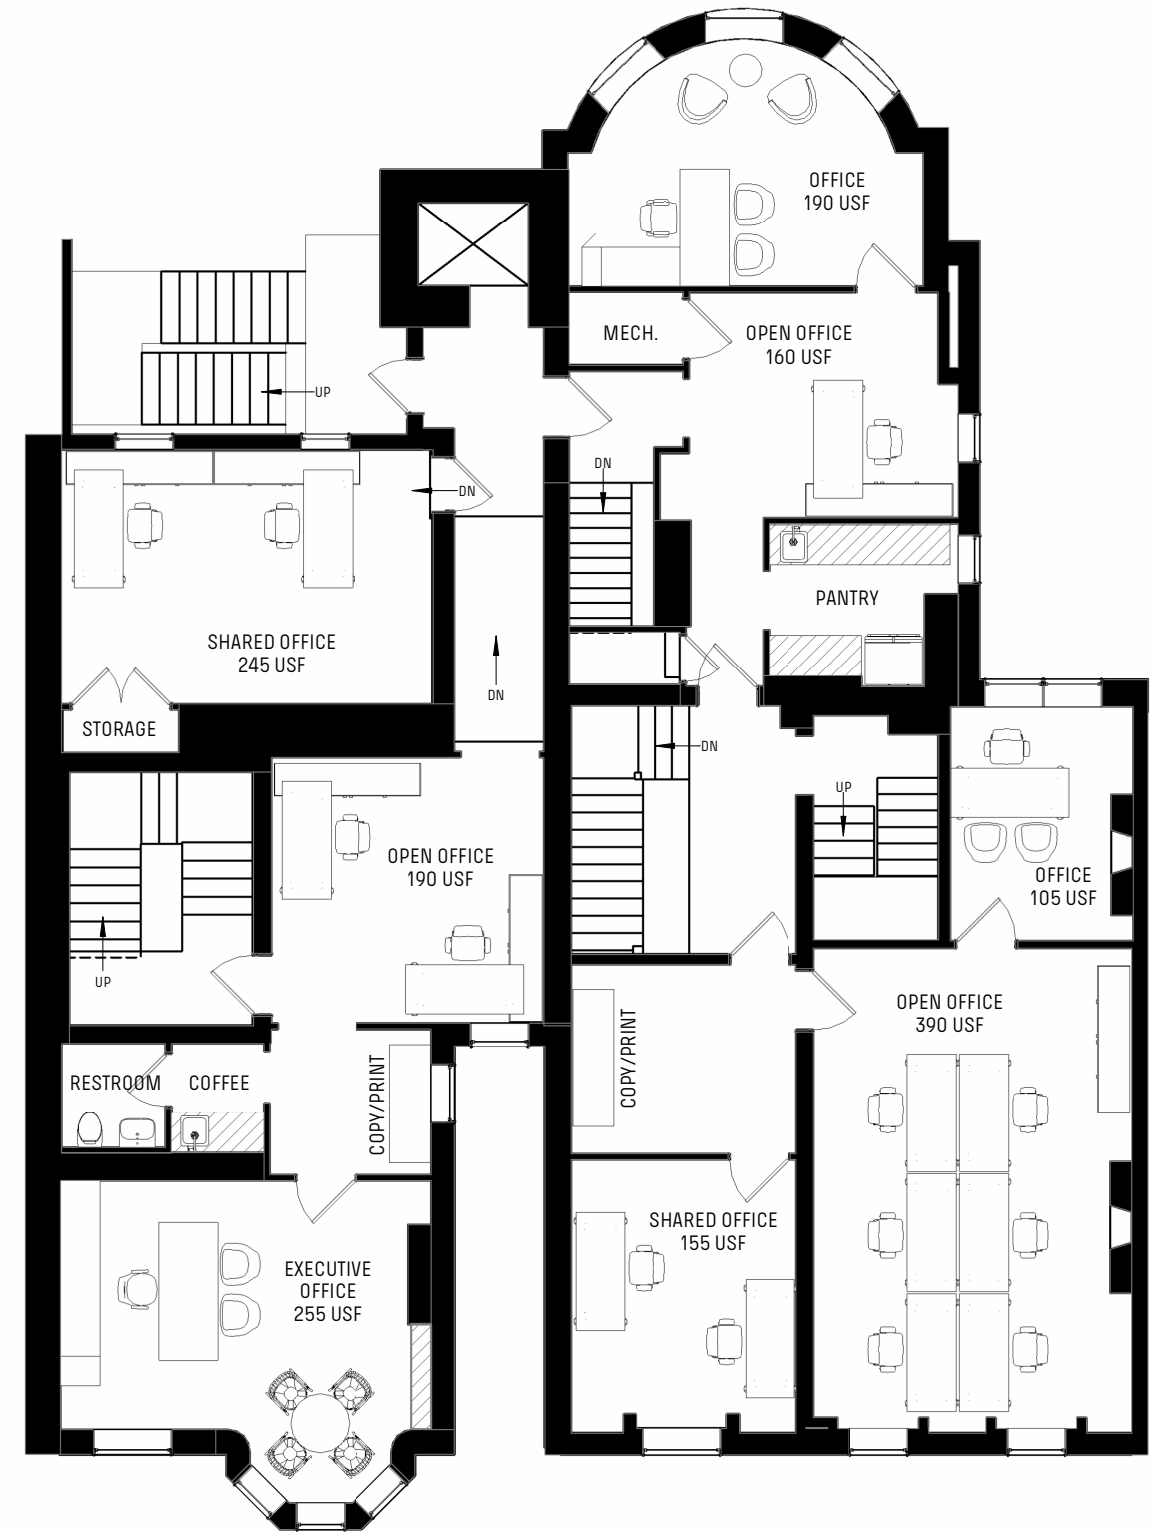 OFFICE
190 USF
MECH.
OPEN OFFICE
160 USF
UP
DN
DN
PANTRY
SHARED OFFICE
245 USF
DN
STORAGE
DN
UP
OPEN OFFICE
190 USF
OFFICE
105 USF
UP
OPEN OFFICE
390 USF
COPY/PRINT
RESTROOM
COFFEE
COPY/PRINT
SHARED OFFICE
155 USF
EXECUTIVE
OFFICE
255 USF